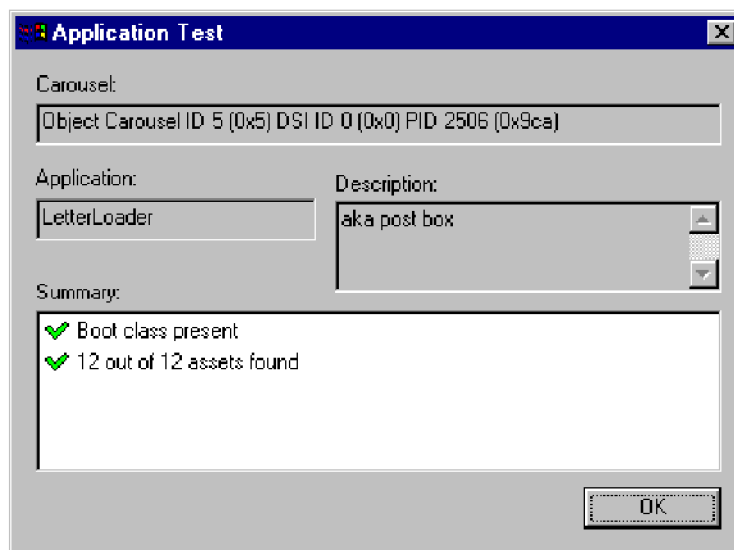 Application Test
Carousel:
Object Carousel ID 5 (0x5) DSI ID 0 (0x0) PID 2506 (0x9ca)
Application:
Description:
LetterLoader
aka post box
Summary:
Boot class present
12 out of 12 assets found
OK